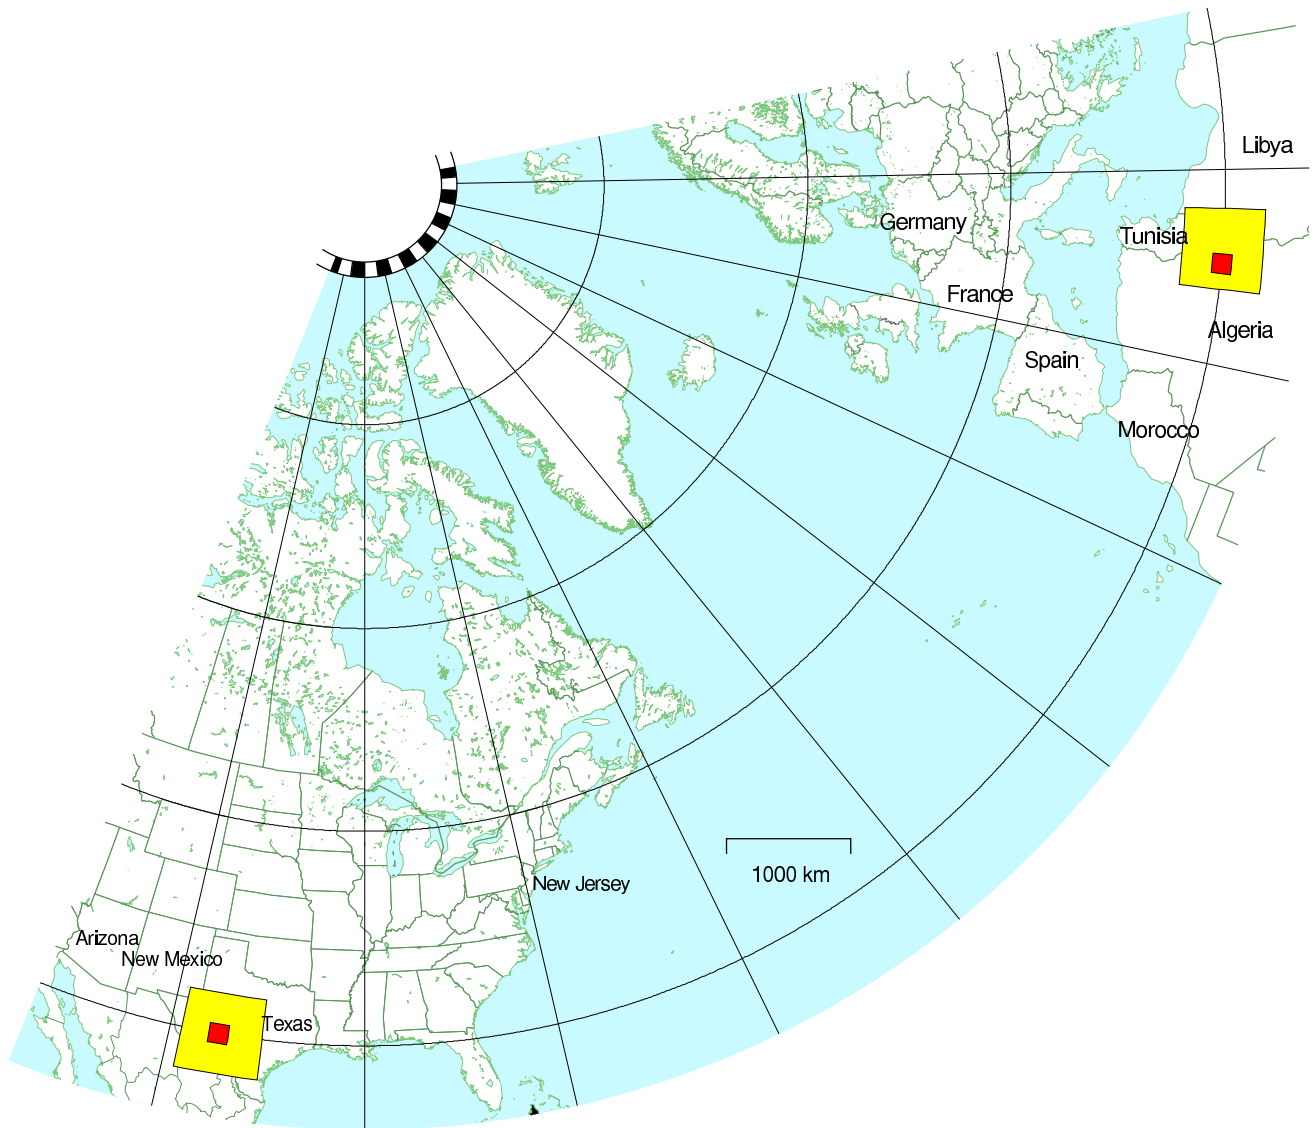 Libya
Germany
Tunisia
France
Algeria
Spain
Morocco
1000 km
New Jersey
Arizona
New Mexico
Texas